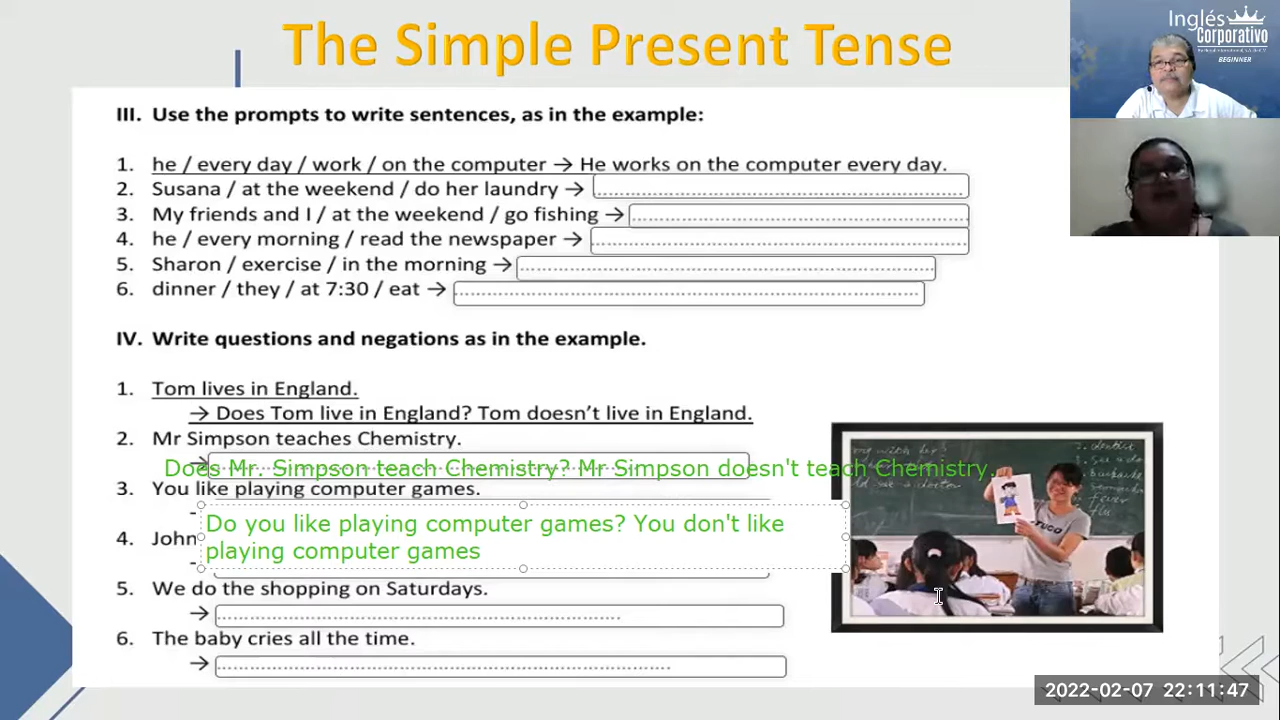 The Simple Present Tense
Inglés
Corporativo
BEGINNER
III. Use the prompts to write sentences, as in the example:
1. he / every day / work / on the computer → He works on the computer every day.
2. Susana / at the weekend / do her laundry →
3. My friends and I / at the weekend / go fishing →
4. he / every morning / read the newspaper →
5. Sharon / exercise / in the morning →
6. dinner / they / at 7:30 / eat →
IV. Write questions and negations as in the example.
1. Tom lives in England.
→ Does Tom live in England? Tom doesn't live in England.
2. Mr Simpson teaches Chemistry.
→
Does Mr. Simpson teach Chemistry? Mr Simpson doesn't teach Chemistry.
3. You like playing computer games.
Do you like playing computer games? You don't like
playing computer games
4. John
5. We do the shopping on Saturdays.
→
6. The baby cries all the time.
→
2022-02-07 22:11:47